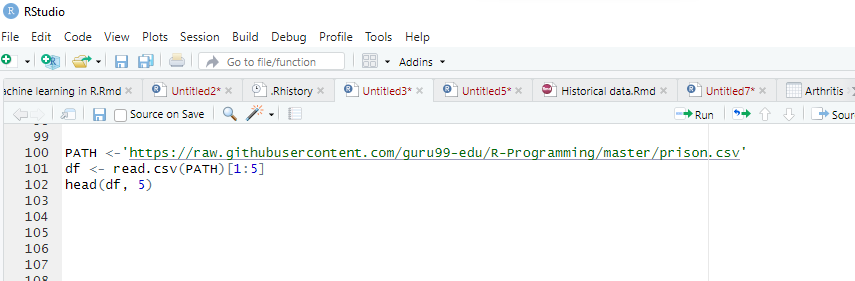 RStudio
File Edit Code View Plots Session Build Debug Profile Tools Help
Go to file/function Addins
achine learning in R.Rmd Untitled2* .Rhistory Untitled3* Untitled5* Historical data.Rmd Untitled7* Arthritis
Source on Save Run Sour
99
100 PATH <-'https://raw.githubusercontent.com/guru99-edu/R-Programming/master/prison.csv'
101 df <- read.csv(PATH)[1:5]
102 head(df, 5)
103
104
105
106
107
108